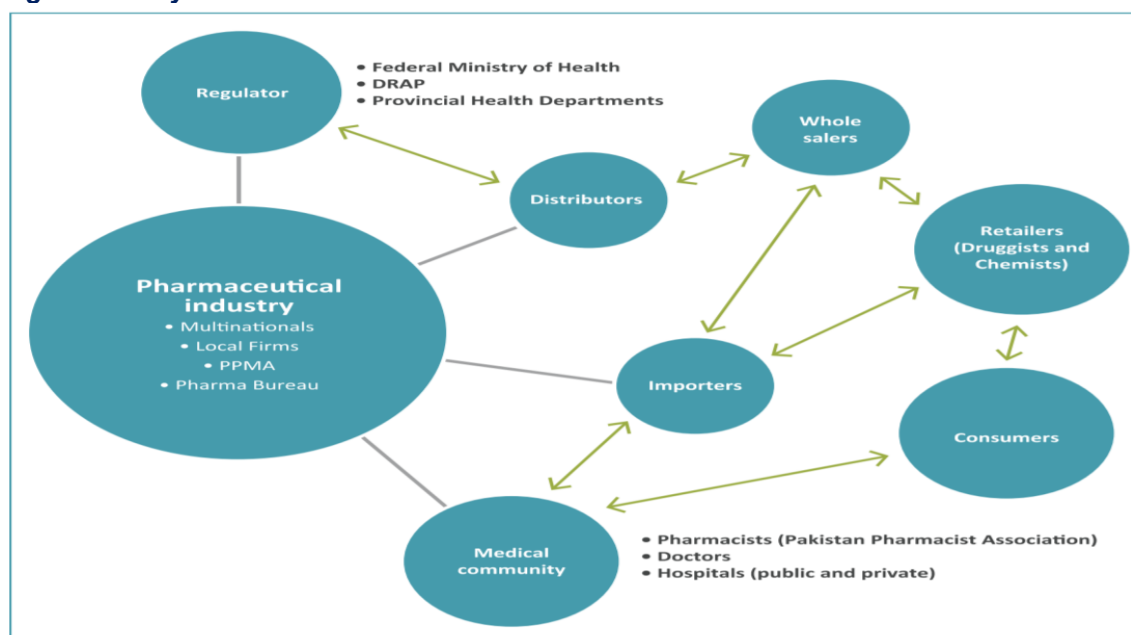 Regulator
• Federal Ministry of Health
• DRAP
• Provincial Health Departments
Whole
salers
Distributors
Retailers
(Druggists and
Chemists)
Pharmaceutical
industry
• Multinationals
• Local Firms
• PPMA
• Pharma Bureau
Importers
Consumers
Medical
community
• Pharmacists (Pakistan Pharmacist Association)
• Doctors
• Hospitals (public and private)